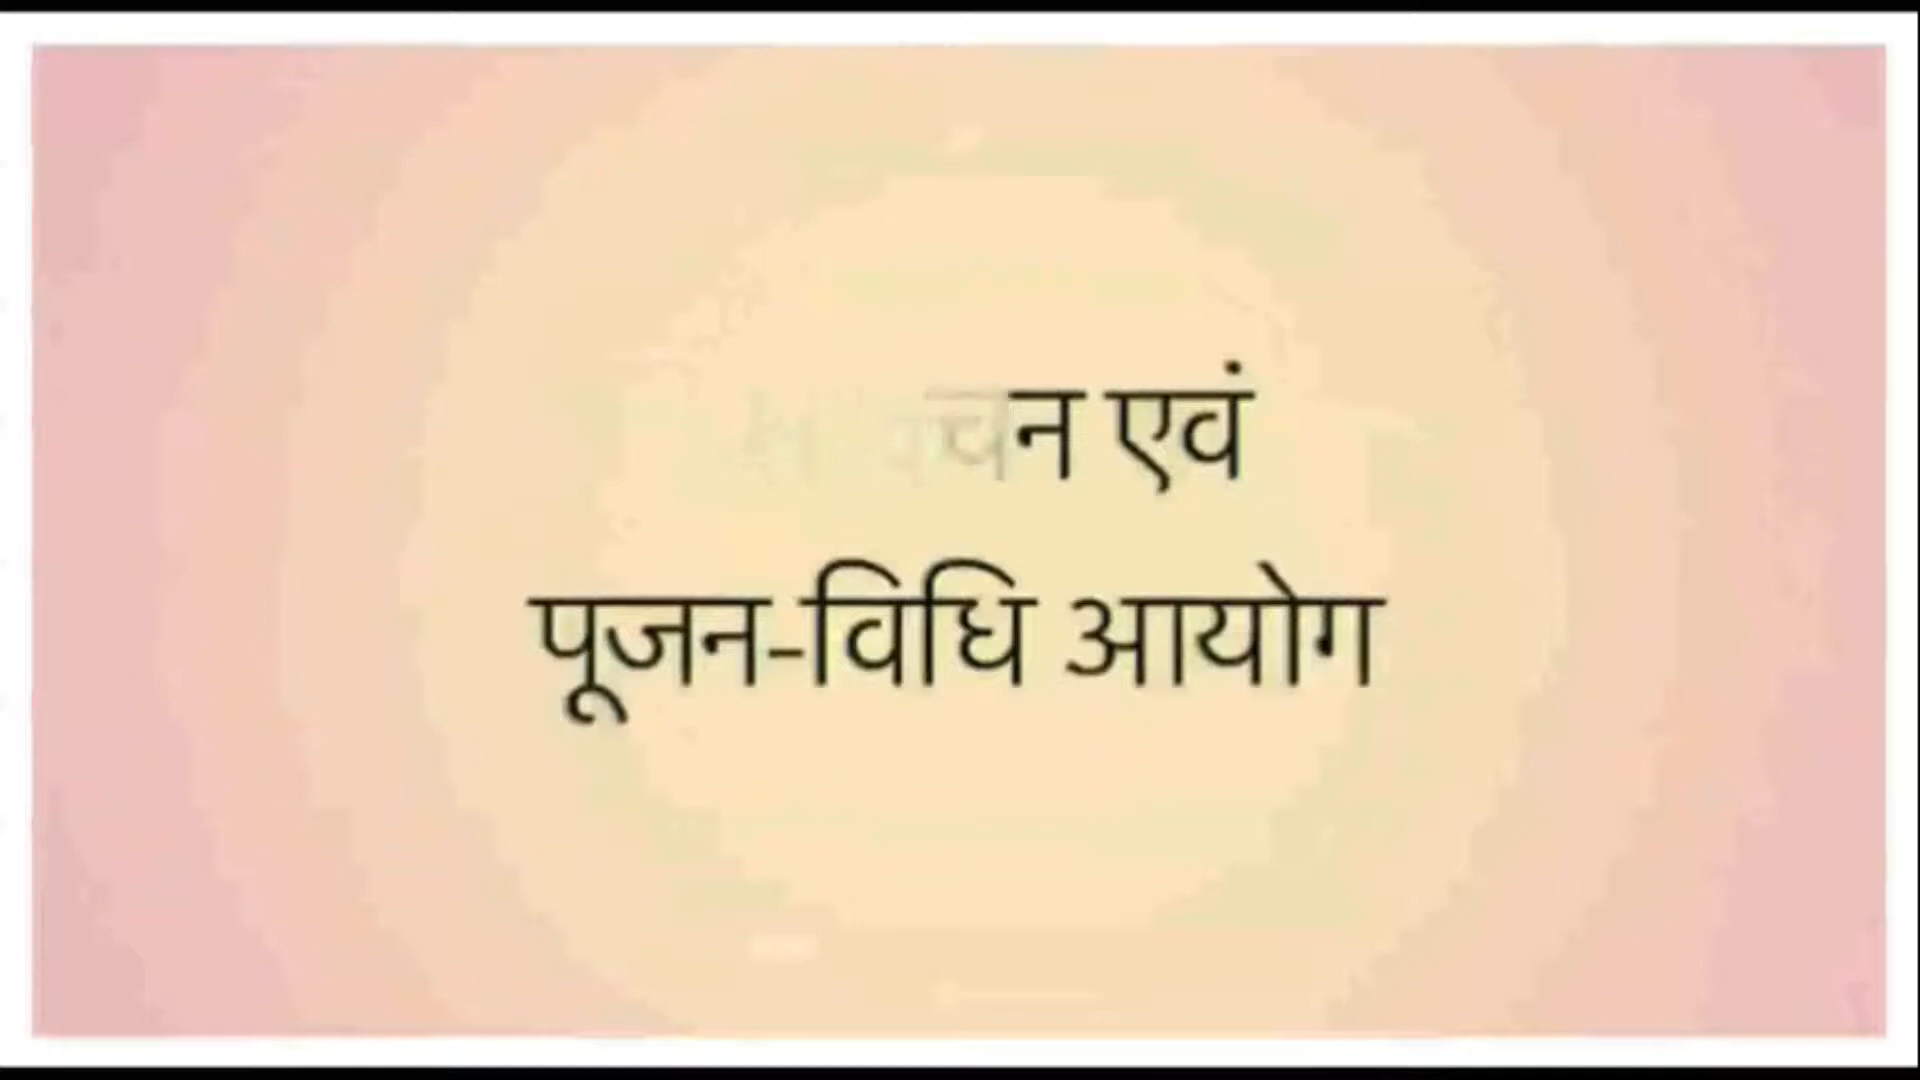 एवं
पूजन-विधि आयोग